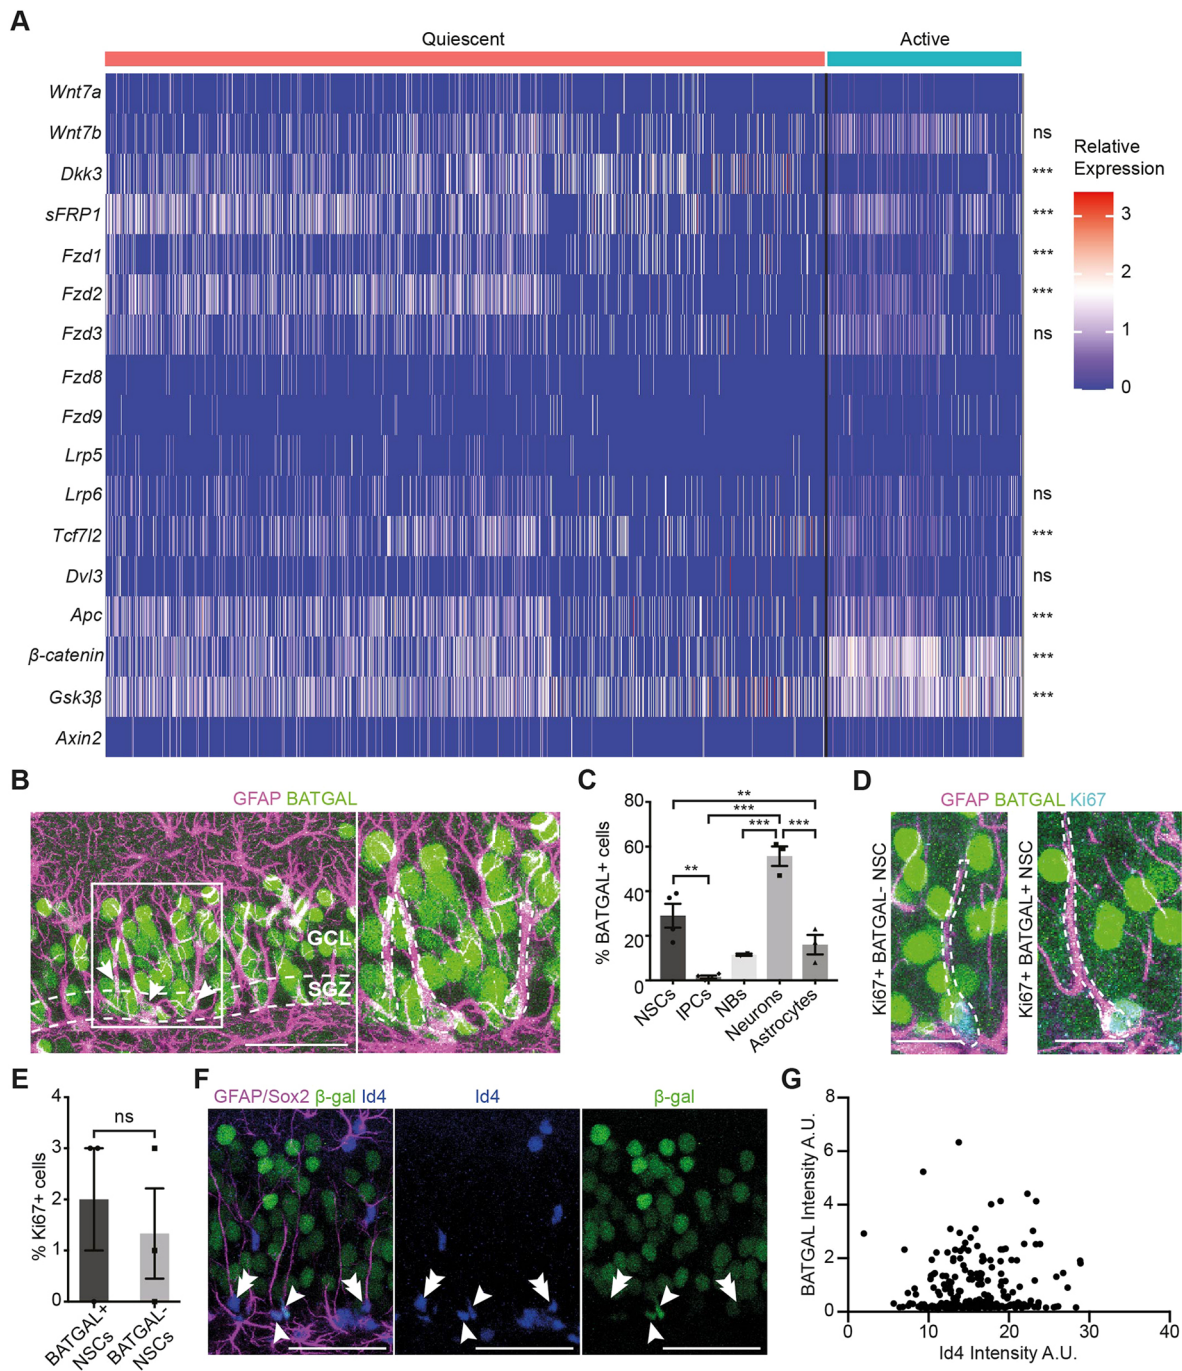 A
Quiescent
Active
Wnt7a
Wnt7b
ns
Dkk3
***
sFRP1
***
Fzd1
***
Fzd2
***
Fzd3
ns
Fzd8
Fzd9
Lrp5
Lrp6
ns
Tcf7l2
***
Dvl3
ns
Apc
***
β-catenin
***
Gsk3β
***
Axin2
Relative
Expression
3
2
1
0
B
GFAP BATGAL
GCL
SGZ
C
% BATGAL+ cells
80
60
40
20
0
**
***
*** ***
**
NSCs
IPCs
NBs
Neurons
Astrocytes
D
GFAP BATGAL Ki67
Ki67+ BATGAL- NSC
Ki67+ BATGAL+ NSC
E
% Ki67+ cells
4
3
2
1
0
ns
BATGAL+
NSCs
BATGAL-
NSCs
F
GFAP/Sox2 β-gal Id4
Id4
β-gal
G
BATGAL Intensity A.U.
8
6
4
2
0
0 10 20 30 40
Id4 Intensity A.U.